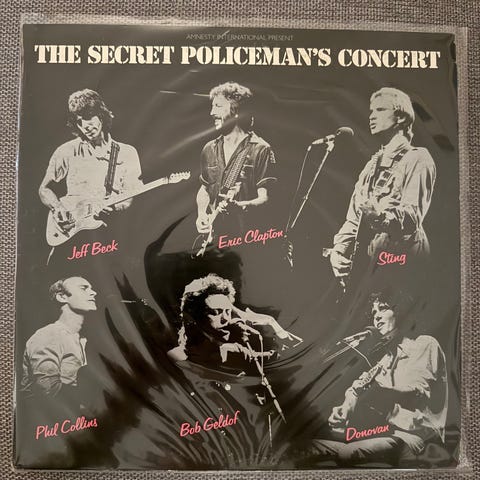 AMNESTY INTERNATIONAL PRESENT
THE SECRET POLICEMAN'S CONCERT
Jeff Beck
Eric Clapton
Sting
Phil Collins
Bob Geldof
Donovan